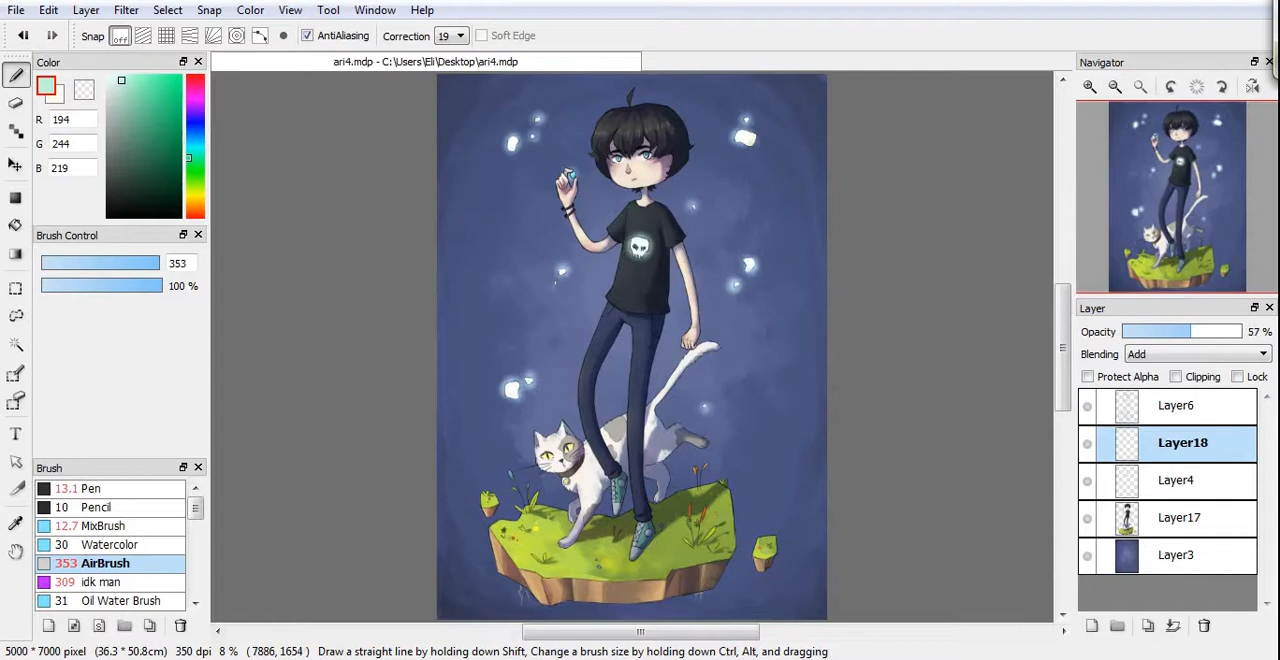 File Edit Layer Filter Select Snap Color View Tool Window Help
Snap off AntiAliasing Correction 19 Soft Edge
Color
ari4.mdp - C:\Users\Eli\Desktop\ari4.mdp
Navigator
R 194
G 244
B 219
Brush Control
353
100 %
Layer
Opacity 57 %
Blending Add
Protect Alpha Clipping Lock
Layer6
Layer18
Layer4
Layer17
Layer3
Brush
13.1 Pen
10 Pencil
12.7 MixBrush
30 Watercolor
353 AirBrush
309 idk man
31 Oil Water Brush
5000 * 7000 pixel (36.3 * 50.8cm) 350 dpi 8 % (7886, 1654) Draw a straight line by holding down Shift, Change a brush size by holding down Ctrl, Alt, and dragging